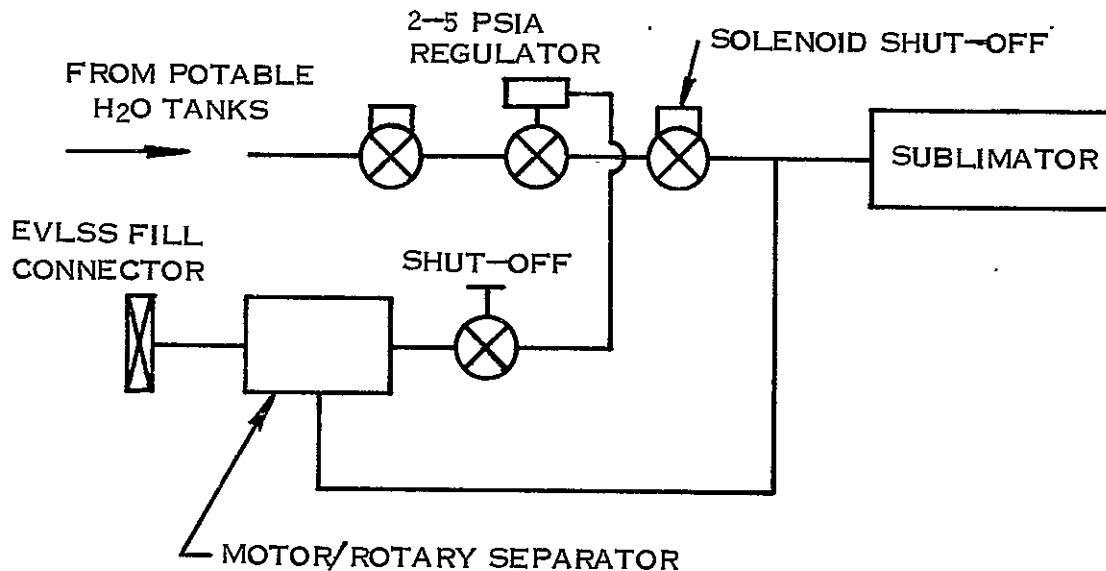 2-5 PSIA
REGULATOR
SOLENOID SHUT-OFF
FROM POTABLE
H2O TANKS
SUBLIMATOR
EVLSS FILL
CONNECTOR
SHUT-OFF
MOTOR/ROTARY SEPARATOR